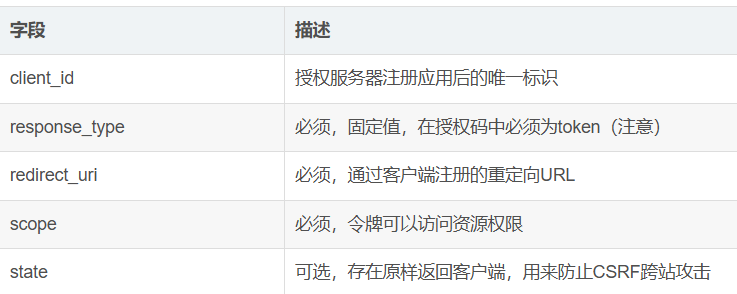 字段 描述
client_id 授权服务器注册应用后的唯一标识
response_type 必须，固定值，在授权码中必须为token（注意）
redirect_uri 必须，通过客户端注册的重定向URL
scope 必须，令牌可以访问资源权限
state 可选，存在原样返回客户端，用来防止CSRF跨站攻击